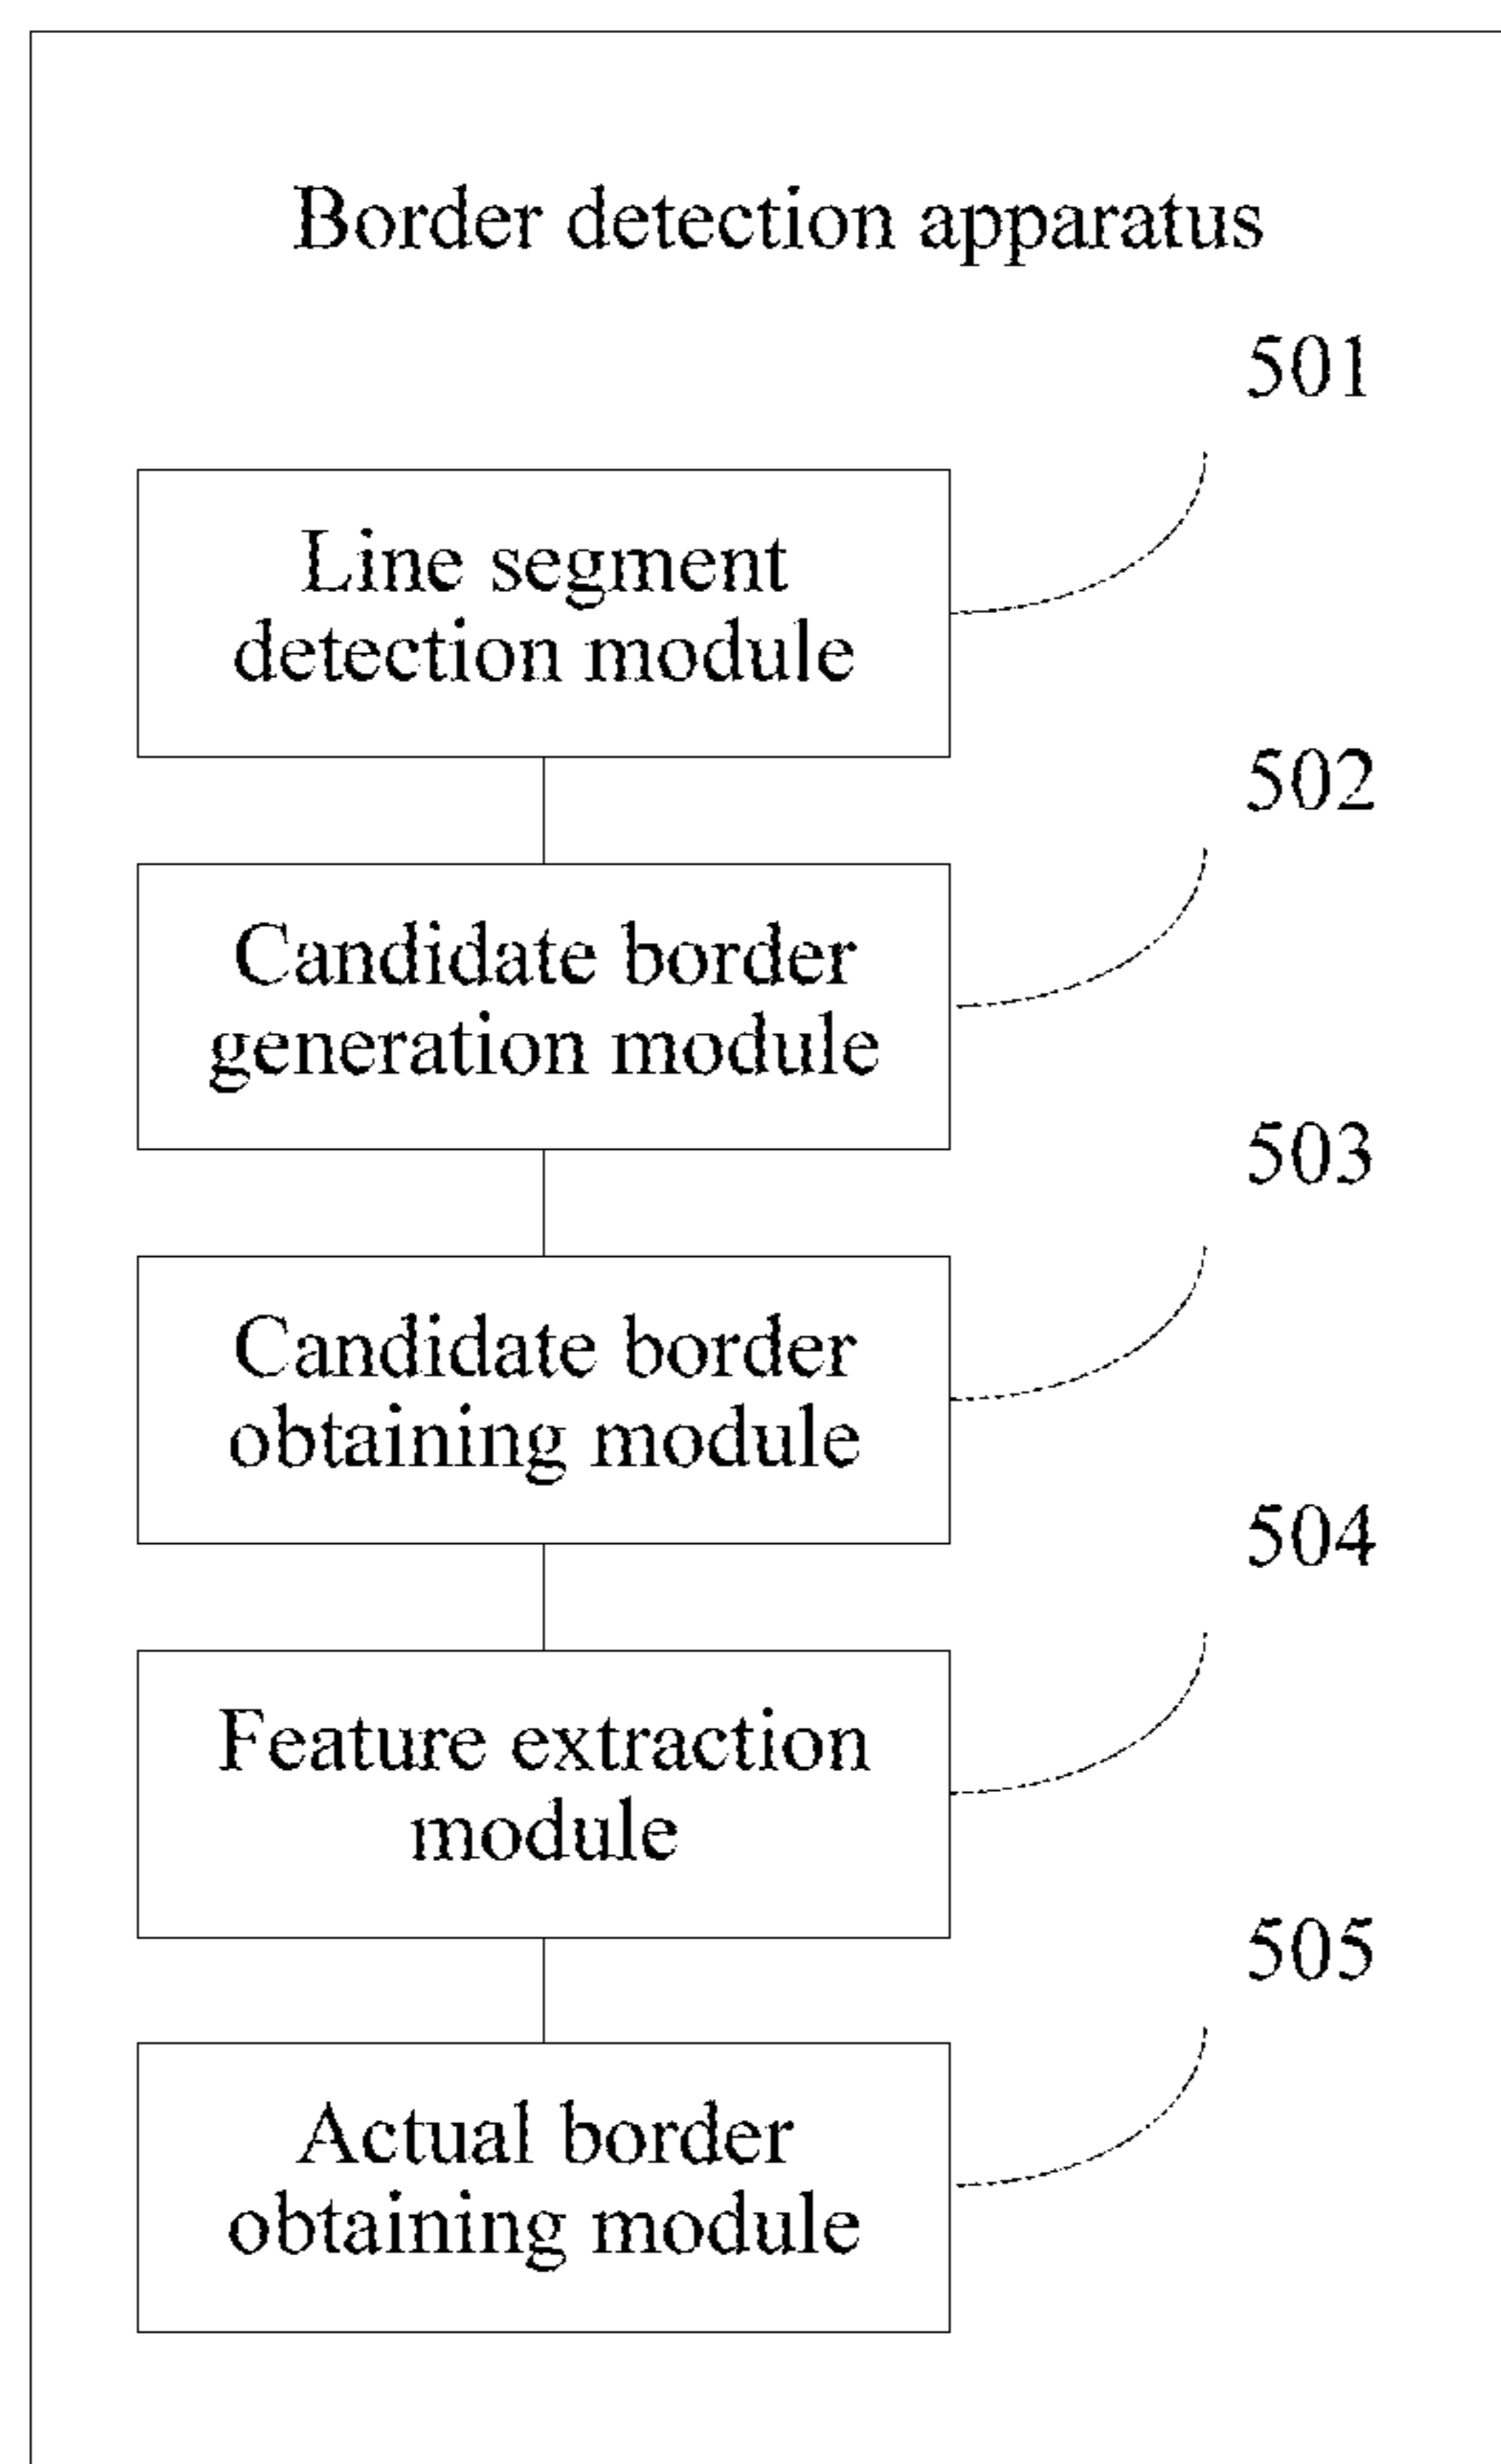 Border detection apparatus
501
Line segment
detection module
502
Candidate border
generation module
503
Candidate border
obtaining module
504
Feature extraction
module
505
Actual border
obtaining module